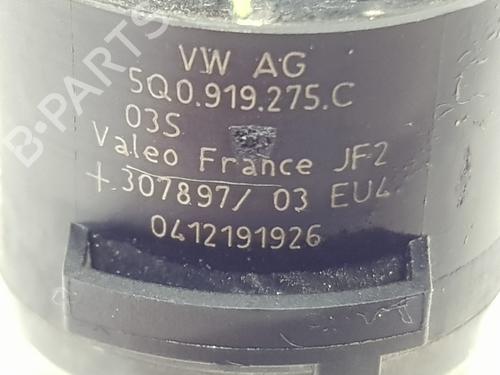 B-PARTS
VW AG
5Q0.919.275.C
03S
Valeo France JF2
+307897/ 03 EU4
0412191926